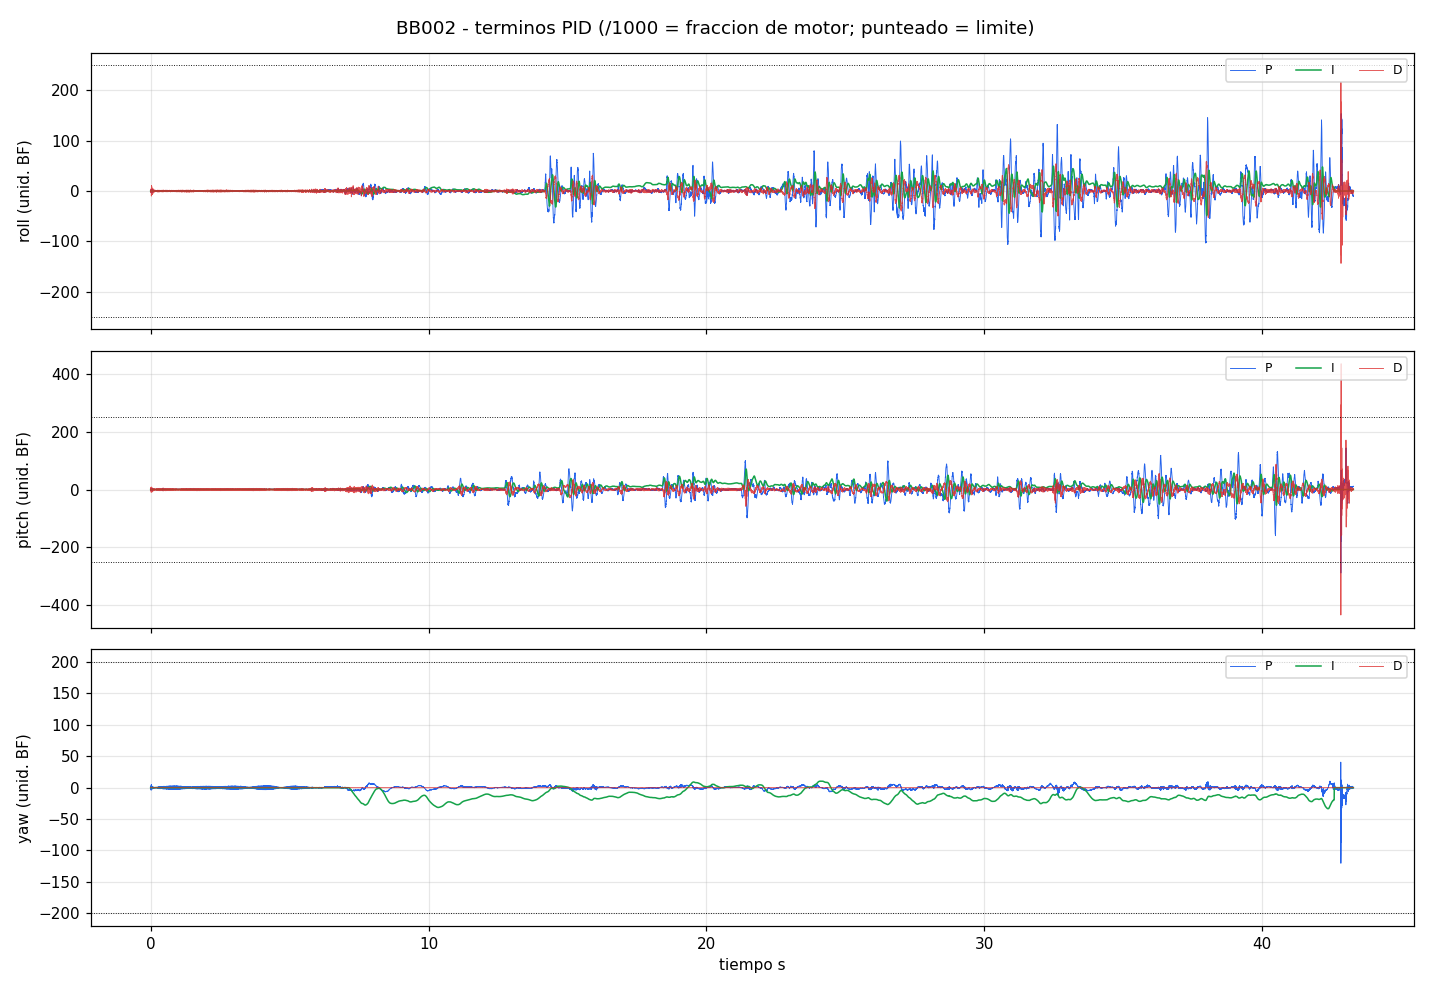 BB002 - terminos PID (/1000 = fraccion de motor; punteado = limite)
roll (unid. BF)
200
100
0
−100
−200
P I D
pitch (unid. BF)
400
200
0
−200
−400
P I D
yaw (unid. BF)
200
150
100
50
0
−50
−100
−150
−200
P I D
0 10 20 30 40
tiempo s